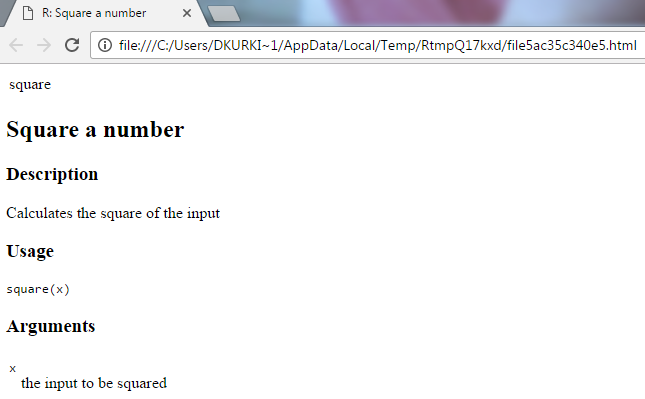 R: Square a number
file:///C:/Users/DKURKI~1/AppData/Local/Temp/RtmpQ17kxd/file5ac35c340e5.html
square
Square a number
Description
Calculates the square of the input
Usage
square(x)
Arguments
x
the input to be squared